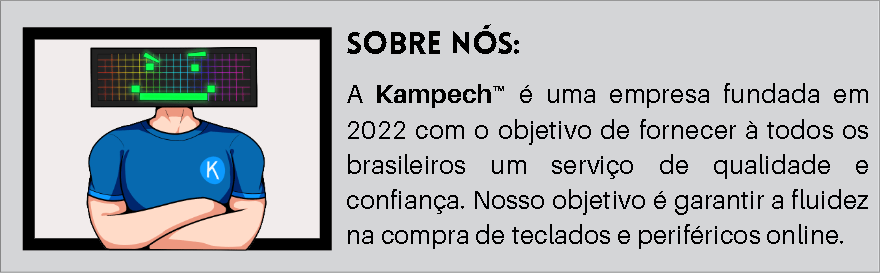 SOBRE NÓS:
A Kampech™ é uma empresa fundada em
2022 com o objetivo de fornecer à todos os
brasileiros um serviço de qualidade e
confiança. Nosso objetivo é garantir a fluidez
na compra de teclados e periféricos online.
K